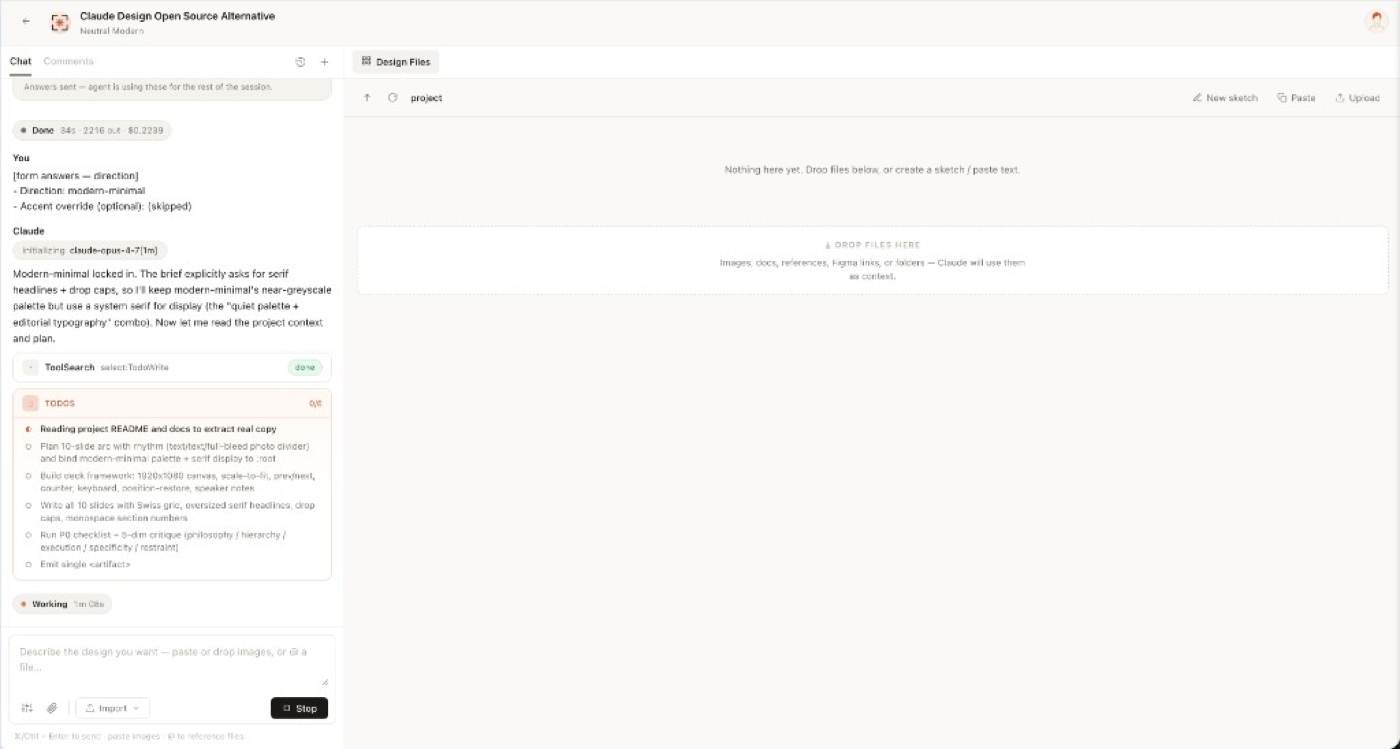 Claude Design Open Source Alternative
Neutral Modern
Chat
Comments
Answers sent — agent is using these for the rest of the session.
Done 34s · 2216 out · $0.2239
You
[form answers — direction]
- Direction: modern-minimal
- Accent override (optional): (skipped)
Claude
initializing claude-opus-4-7[1m]
Modern-minimal locked in. The brief explicitly asks for serif
headlines + drop caps, so I'll keep modern-minimal's near-greyscale
palette but use a system serif for display (the "quiet palette +
editorial typography" combo). Now let me read the project context
and plan.
ToolSearch select:TodoWrite done
TODOS 0/6
Reading project README and docs to extract real copy
Plan 10-slide arc with rhythm (text/text/full-bleed photo divider)
and bind modern-minimal palette + serif display to :root
Build deck framework: 1920x1080 canvas, scale-to-fit, prev/next,
counter, keyboard, position-restore, speaker notes
Write all 10 slides with Swiss grid, oversized serif headlines, drop
caps, monospace section numbers
Run P0 checklist + 5-dim critique (philosophy / hierarchy /
execution / specificity / restraint)
Emit single <artifact>
Working 1m 08s
Describe the design you want — paste or drop images, or @ a
file...
Import
Stop
⌘/Ctrl + Enter to send · paste images · @ to reference files
Design Files
project
New sketch
Paste
Upload
Nothing here yet. Drop files below, or create a sketch / paste text.
DROP FILES HERE
Images, docs, references, Figma links, or folders — Claude will use them
as context.